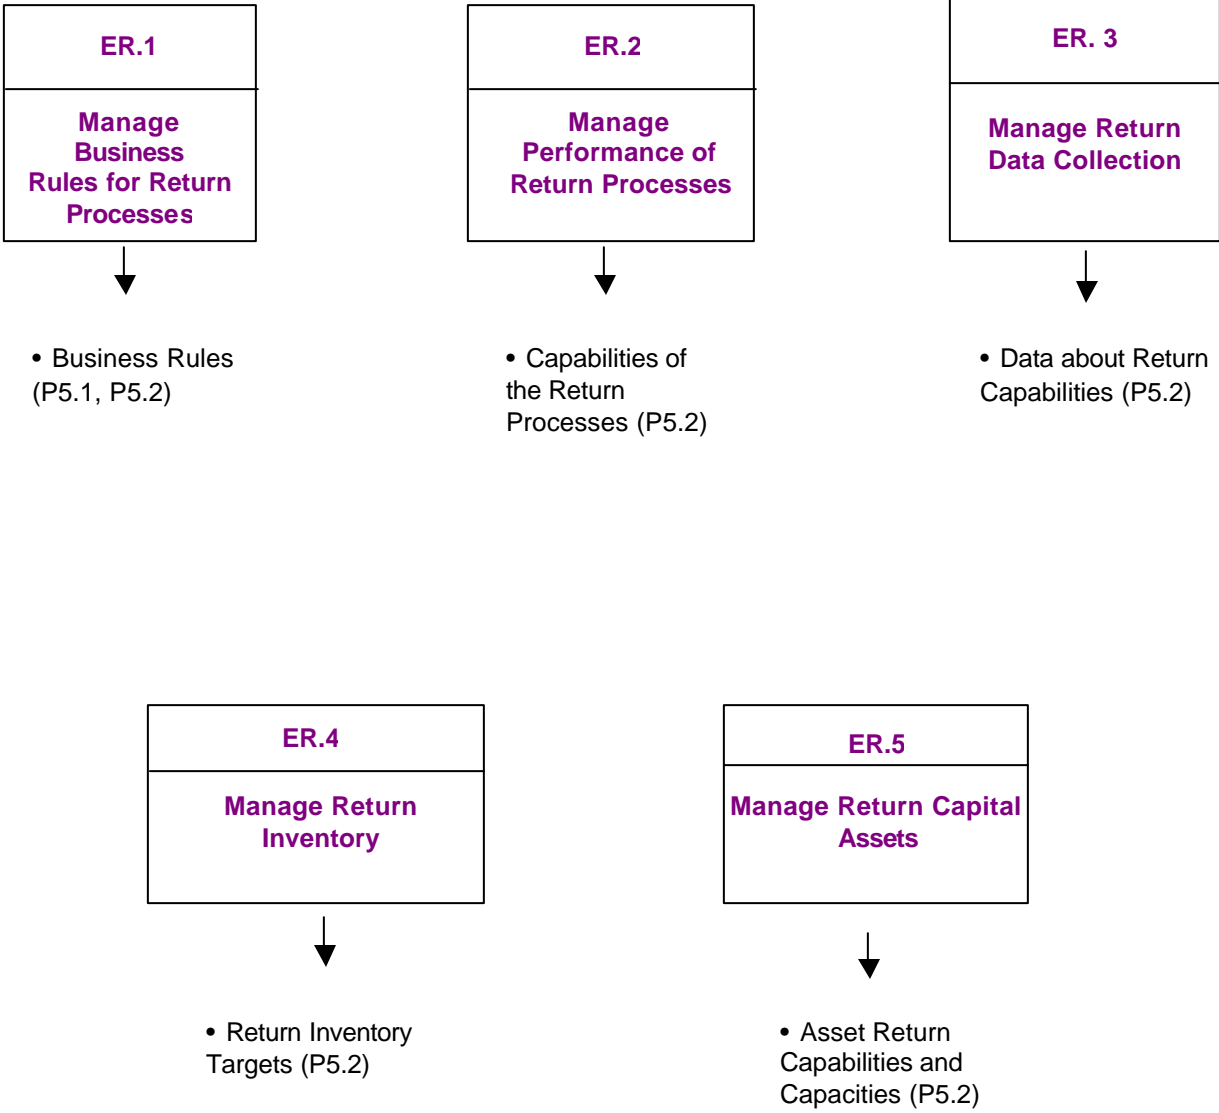 ER.1
Manage
Business
Rules for Return
Processes
• Business Rules
(P5.1, P5.2)
ER.2
Manage
Performance of
Return Processes
• Capabilities of
the Return
Processes (P5.2)
ER. 3
Manage Return
Data Collection
• Data about Return
Capabilities (P5.2)
ER.4
Manage Return
Inventory
• Return Inventory
Targets (P5.2)
ER.5
Manage Return Capital
Assets
• Asset Return
Capabilities and
Capacities (P5.2)